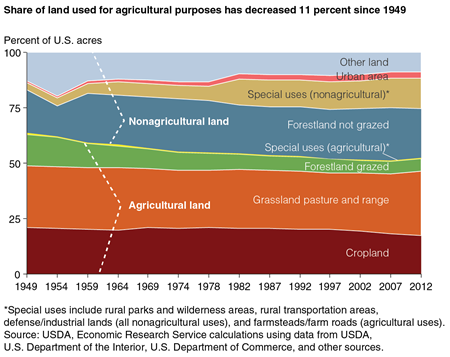 Share of land used for agricultural purposes has decreased 11 percent since 1949
Percent of U.S. acres
100
75
50
25
0
Other land
Urban area
Special uses (nonagricultural)*
Nonagricultural land
Forestland not grazed
Special uses (agricultural)*
Forestland grazed
Agricultural land
Grassland pasture and range
Cropland
1949 1954 1959 1964 1969 1974 1978 1982 1987 1992 1997 2002 2007 2012
*Special uses include rural parks and wilderness areas, rural transportation areas,
defense/industrial lands (all nonagricultural uses), and farmsteads/farm roads (agricultural uses).
Source: USDA, Economic Research Service calculations using data from USDA,
U.S. Department of the Interior, U.S. Department of Commerce, and other sources.